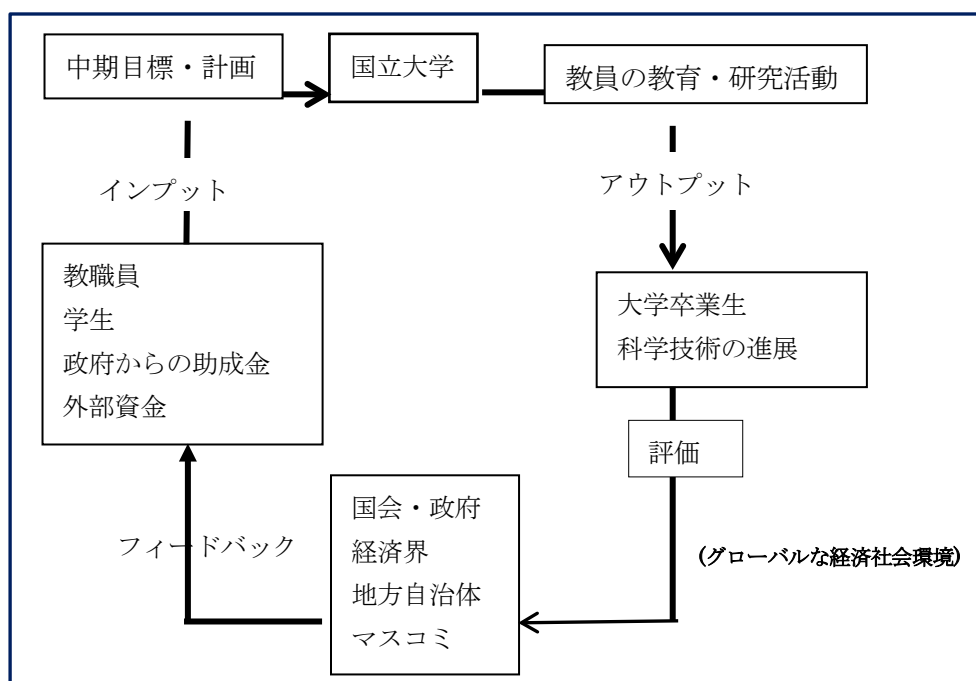 中期目標・計画
国立大学
教員の教育・研究活動
インプット
アウトプット
教職員
学生
政府からの助成金
外部資金
大学卒業生
科学技術の進展
評価
国会・政府
経済界
地方自治体
マスコミ
フィードバック
(グローバルな経済社会環境)